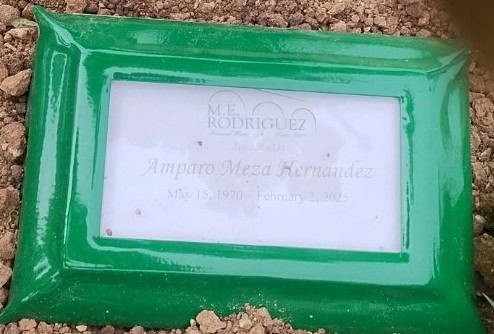 M.E.
RODRIGUEZ
Amparo Meza Hernandez
May 15, 1970 - February 2, 2025